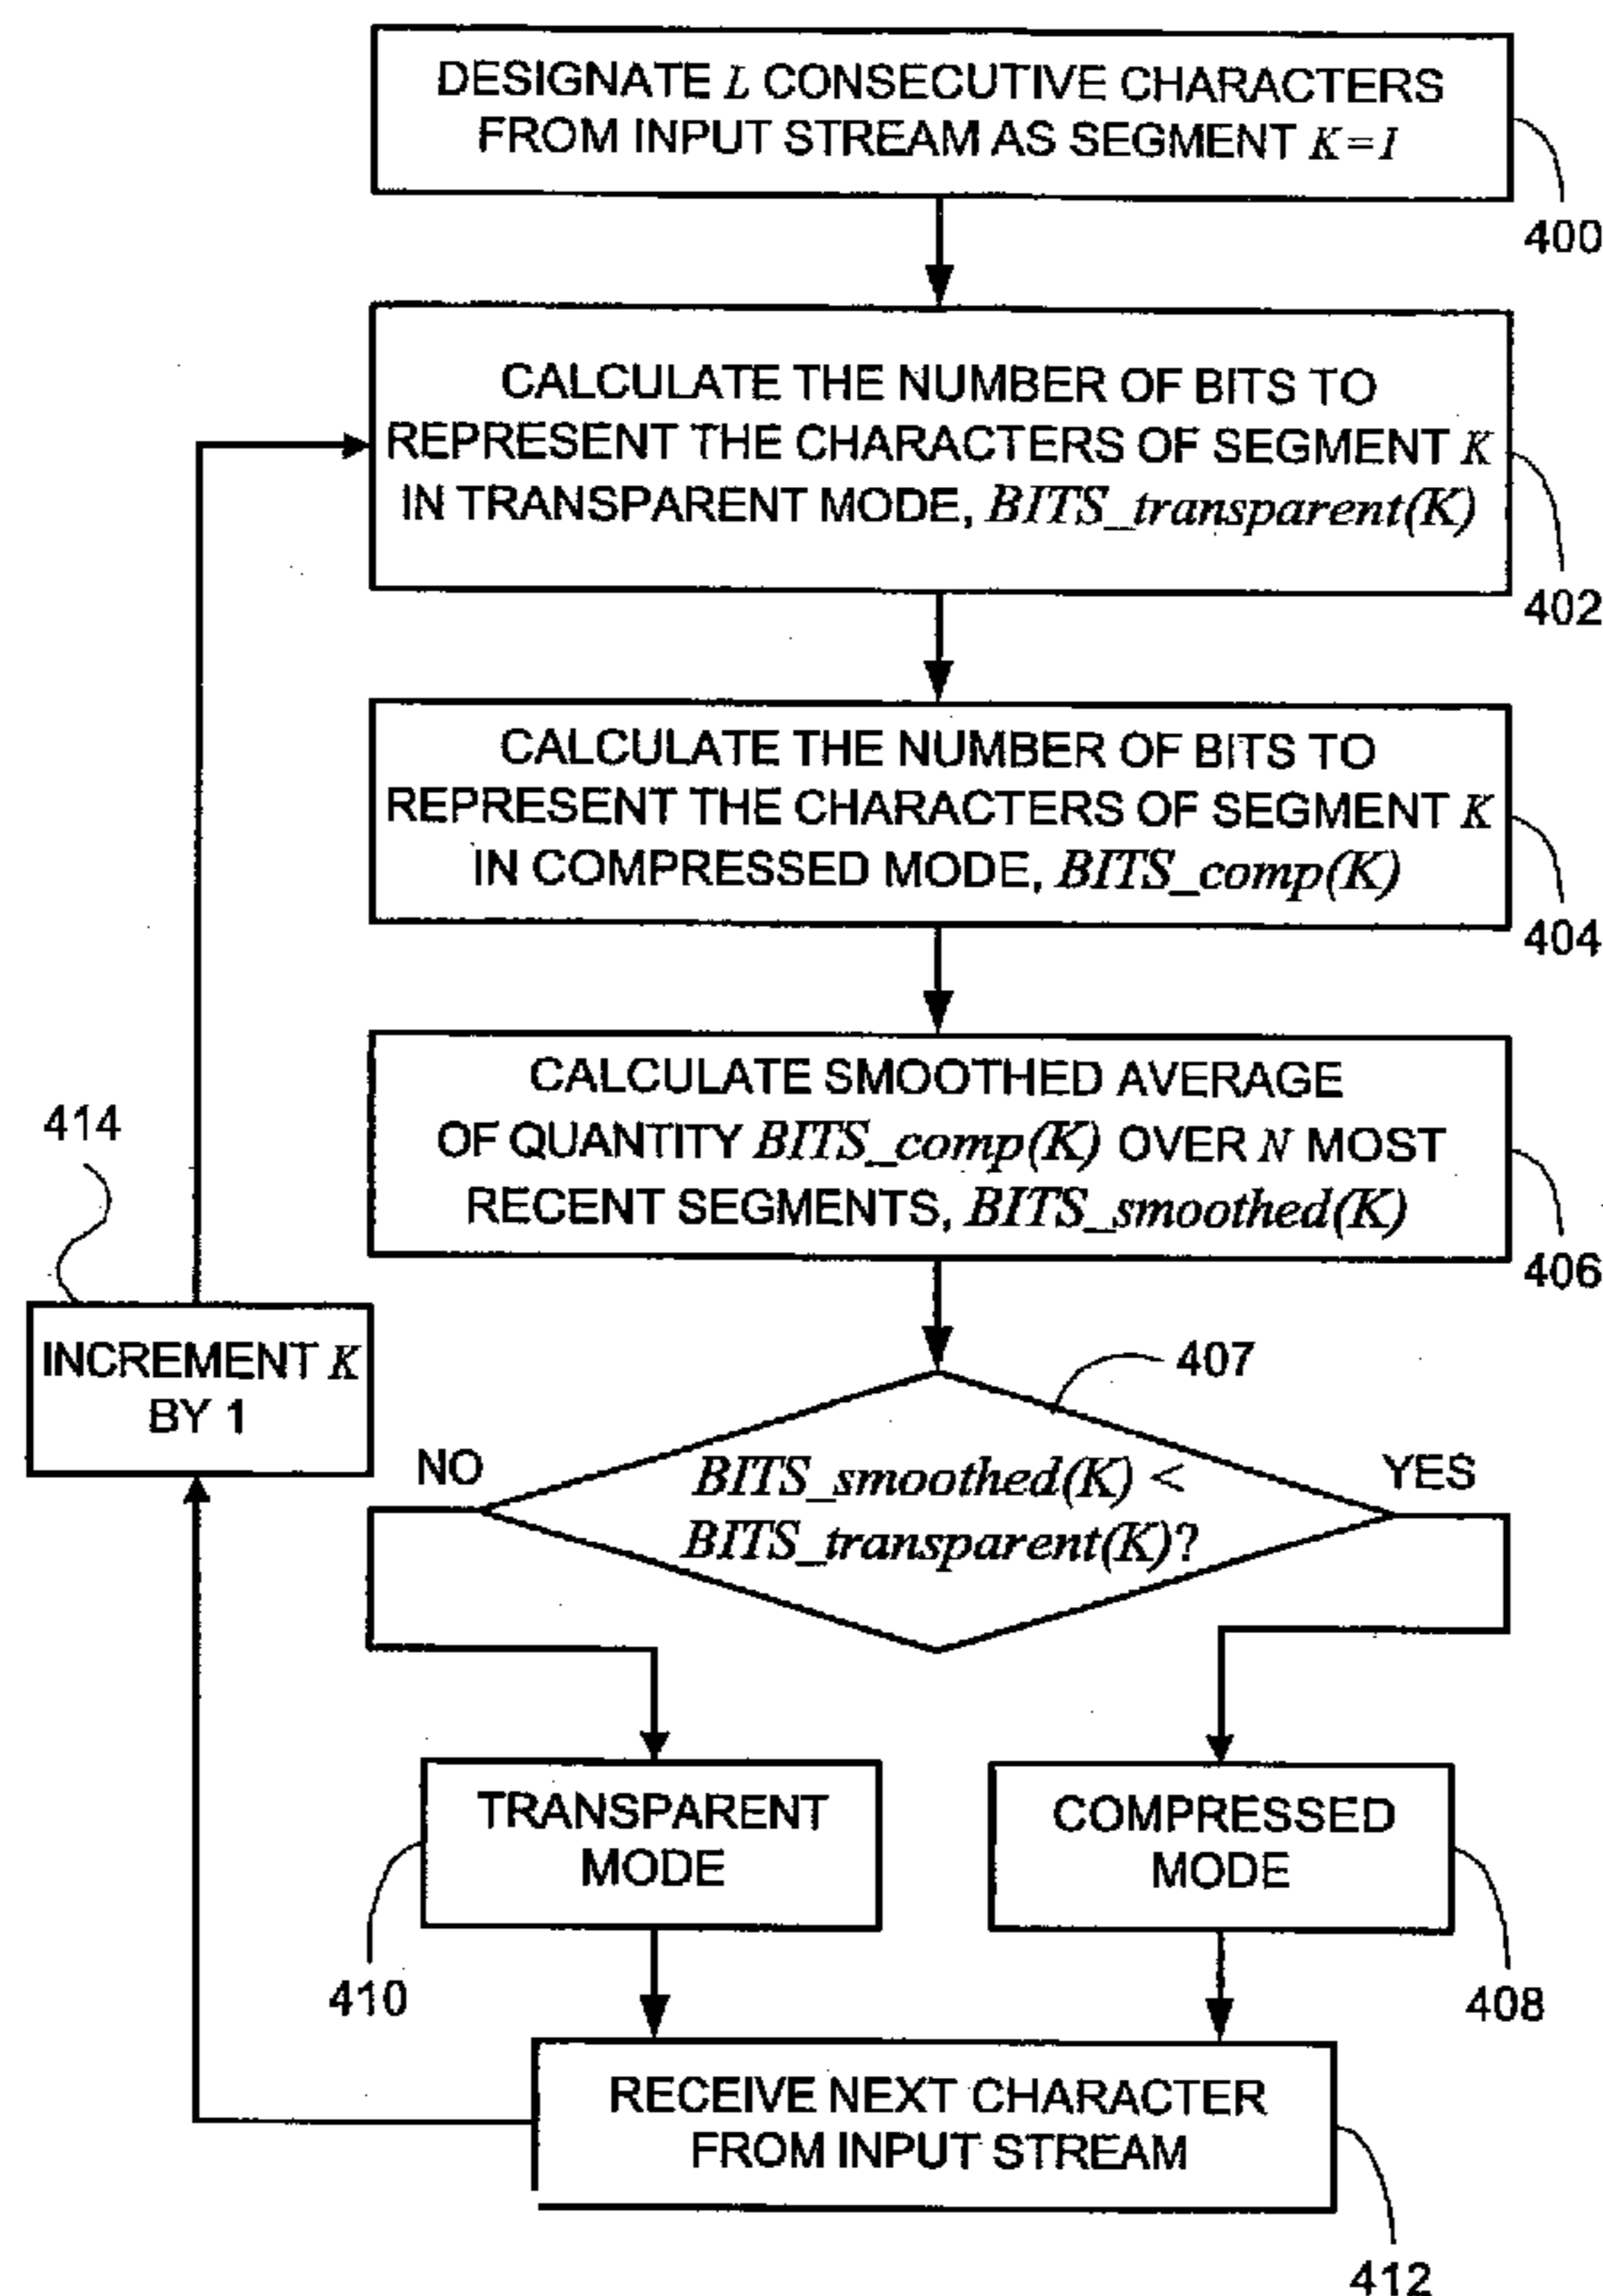 DESIGNATE L CONSECUTIVE CHARACTERS
FROM INPUT STREAM AS SEGMENT K=1
400
CALCULATE THE NUMBER OF BITS TO
REPRESENT THE CHARACTERS OF SEGMENT K
IN TRANSPARENT MODE, BITS_transparent(K)
402
CALCULATE THE NUMBER OF BITS TO
REPRESENT THE CHARACTERS OF SEGMENT K
IN COMPRESSED MODE, BITS_comp(K)
404
CALCULATE SMOOTHED AVERAGE
OF QUANTITY BITS_comp(K) OVER N MOST
RECENT SEGMENTS, BITS_smoothed(K)
406
414
INCREMENT K
BY 1
407
NO
YES
BITS_smoothed(K) <
BITS_transparent(K)?
TRANSPARENT
MODE
410
COMPRESSED
MODE
408
RECEIVE NEXT CHARACTER
FROM INPUT STREAM
412